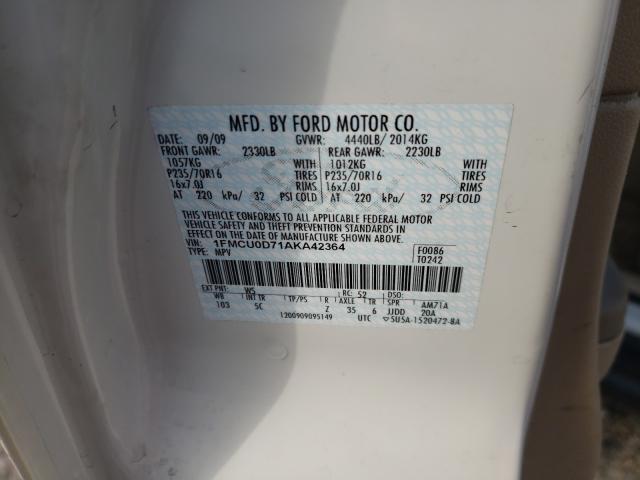 MFD. BY FORD MOTOR CO.
DATE: 09/09 GVWR: 4440LB/ 2014KG
FRONT GAWR: 2330LB REAR GAWR: 2230LB
1057KG WITH 1012KG WITH
P235/70R16 TIRES P235/70R16 TIRES
16x7.0J RIMS 16x7.0J RIMS
AT 220 kPa/ 32 PSI COLD AT 220 kPa/ 32 PSI COLD
THIS VEHICLE CONFORMS TO ALL APPLICABLE FEDERAL MOTOR
VEHICLE SAFETY AND THEFT PREVENTION STANDARDS IN
EFFECT ON THE DATE OF MANUFACTURE SHOWN ABOVE.
VIN: 1FMCU0D71AKA42364 F0086
TYPE: MPV T0242
EXT PNT: W5 RC: 52 DSO:
WB INT TR TP/PS R AXLE TR SPR AM71A
103 5C Z 35 6 JJDD 20A
1200909095149 UTC 5U5A-1520472-BA